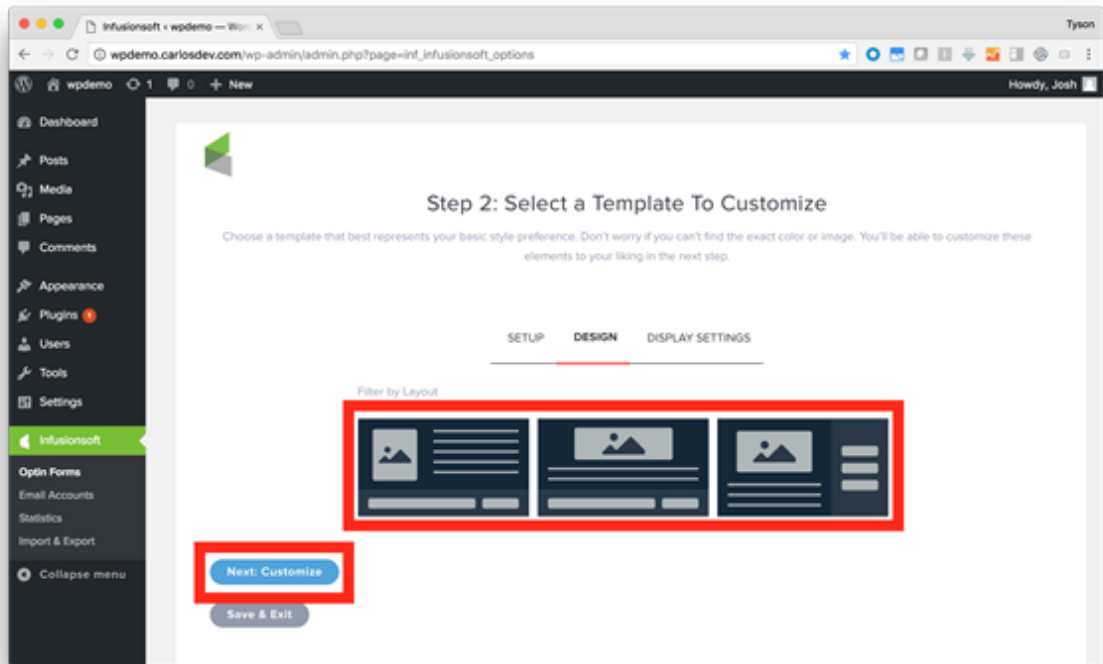 Infusionsoft ‹ wpdemo — Wor
Tyson
wpdemo.carlosdev.com/wp-admin/admin.php?page=inf_infusionsoft_options
wpdemo 1 0 + New
Howdy, Josh
Dashboard
Posts
Media
Pages
Comments
Appearance
Plugins 1
Users
Tools
Settings
Infusionsoft
Optin Forms
Email Accounts
Statistics
Import & Export
Collapse menu
Step 2: Select a Template To Customize
Choose a template that best represents your basic style preference. Don't worry if you can't find the exact color or image. You'll be able to customize these
elements to your liking in the next step.
SETUP DESIGN DISPLAY SETTINGS
Filter by Layout
Next: Customize
Save & Exit